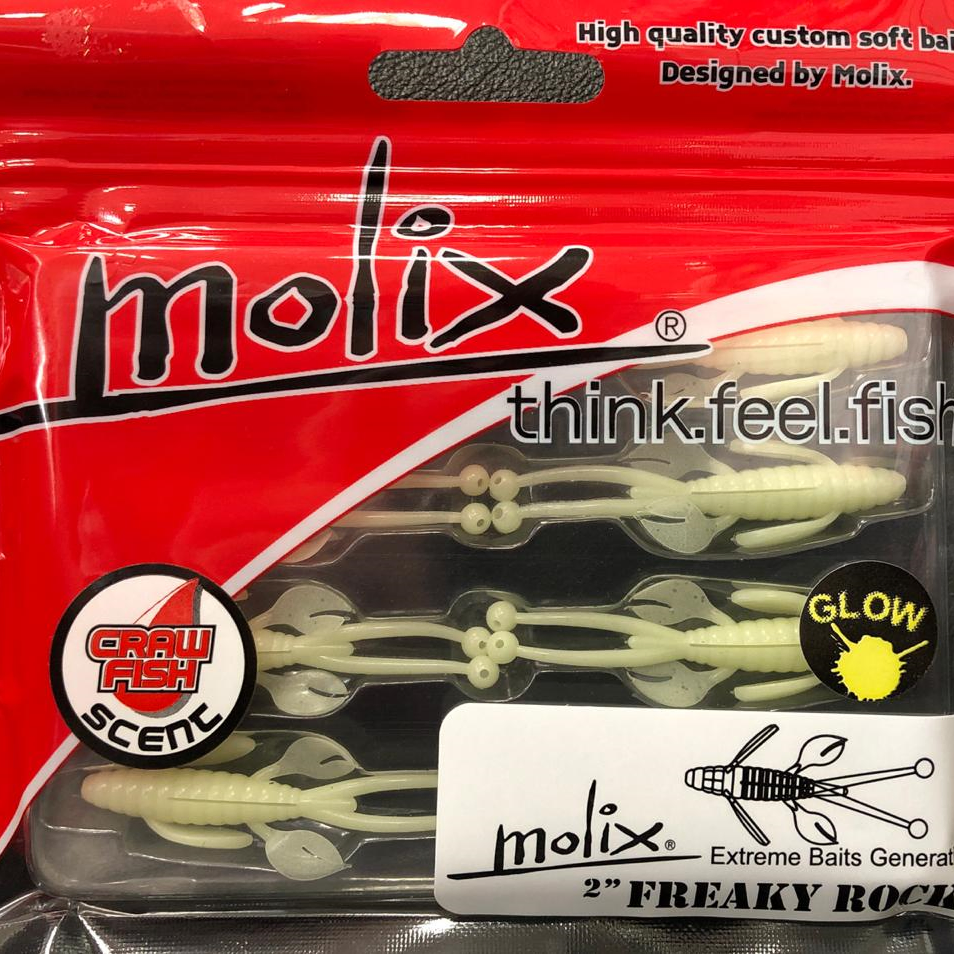 High quality custom soft bai
Designed by Molix.
molix®
think.feel.fish
CRAW
FISH
SCENT
GLOW
molix®
Extreme Baits Generat
2" FREAKY ROCK